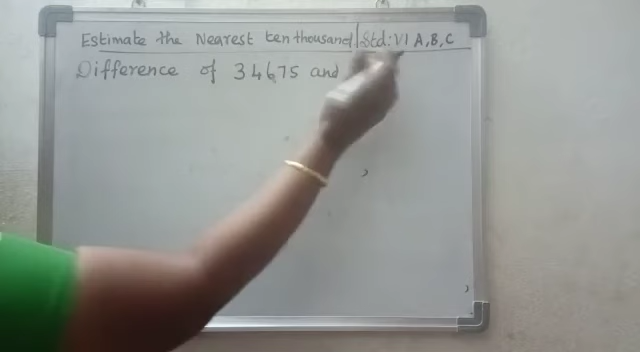 Estimate the Nearest ten thousand | Std: VI A, B, C
Difference of 34675 and